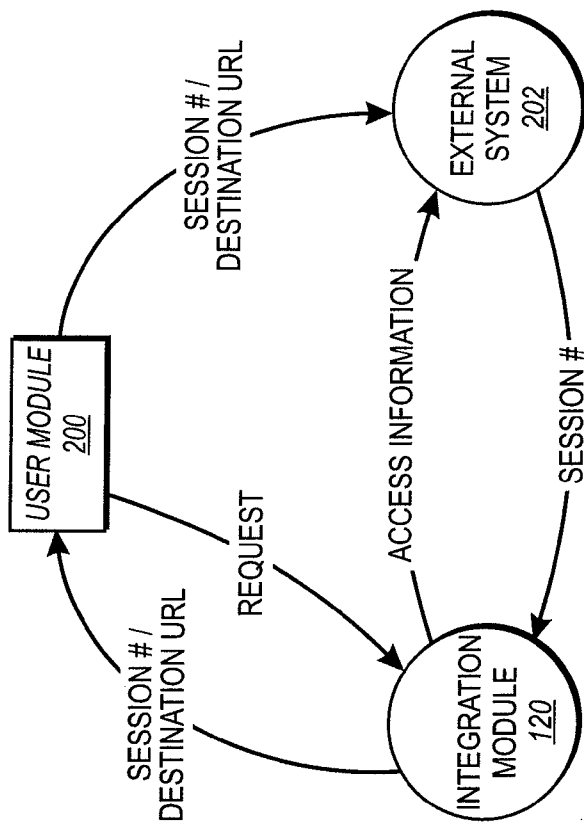 USER MODULE
200
SESSION # /
DESTINATION URL
SESSION # /
DESTINATION URL
REQUEST
ACCESS INFORMATION
INTEGRATION
MODULE
120
EXTERNAL
SYSTEM
202
SESSION #